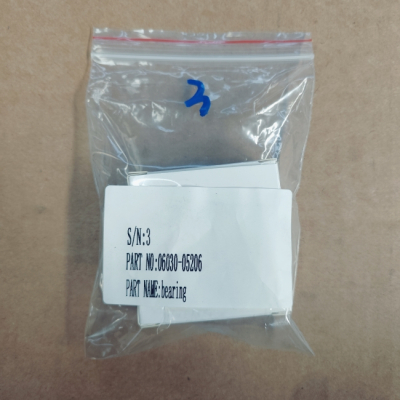 3
S/N:3
PART NO:06030-05206
PART NAME:bearing